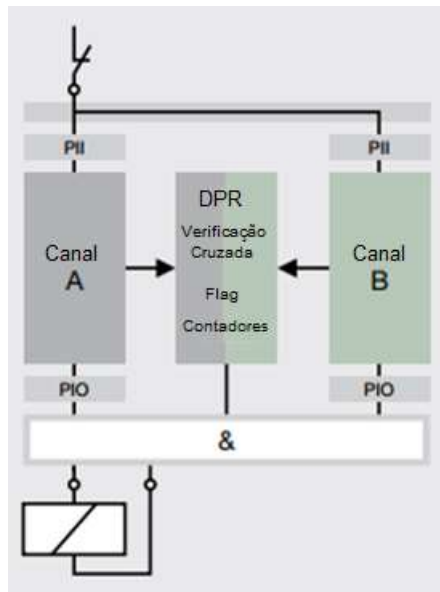 PII
PII
Canal
A
DPR
Verificação
Cruzada
Flag
Contadores
Canal
B
PIO
PIO
&